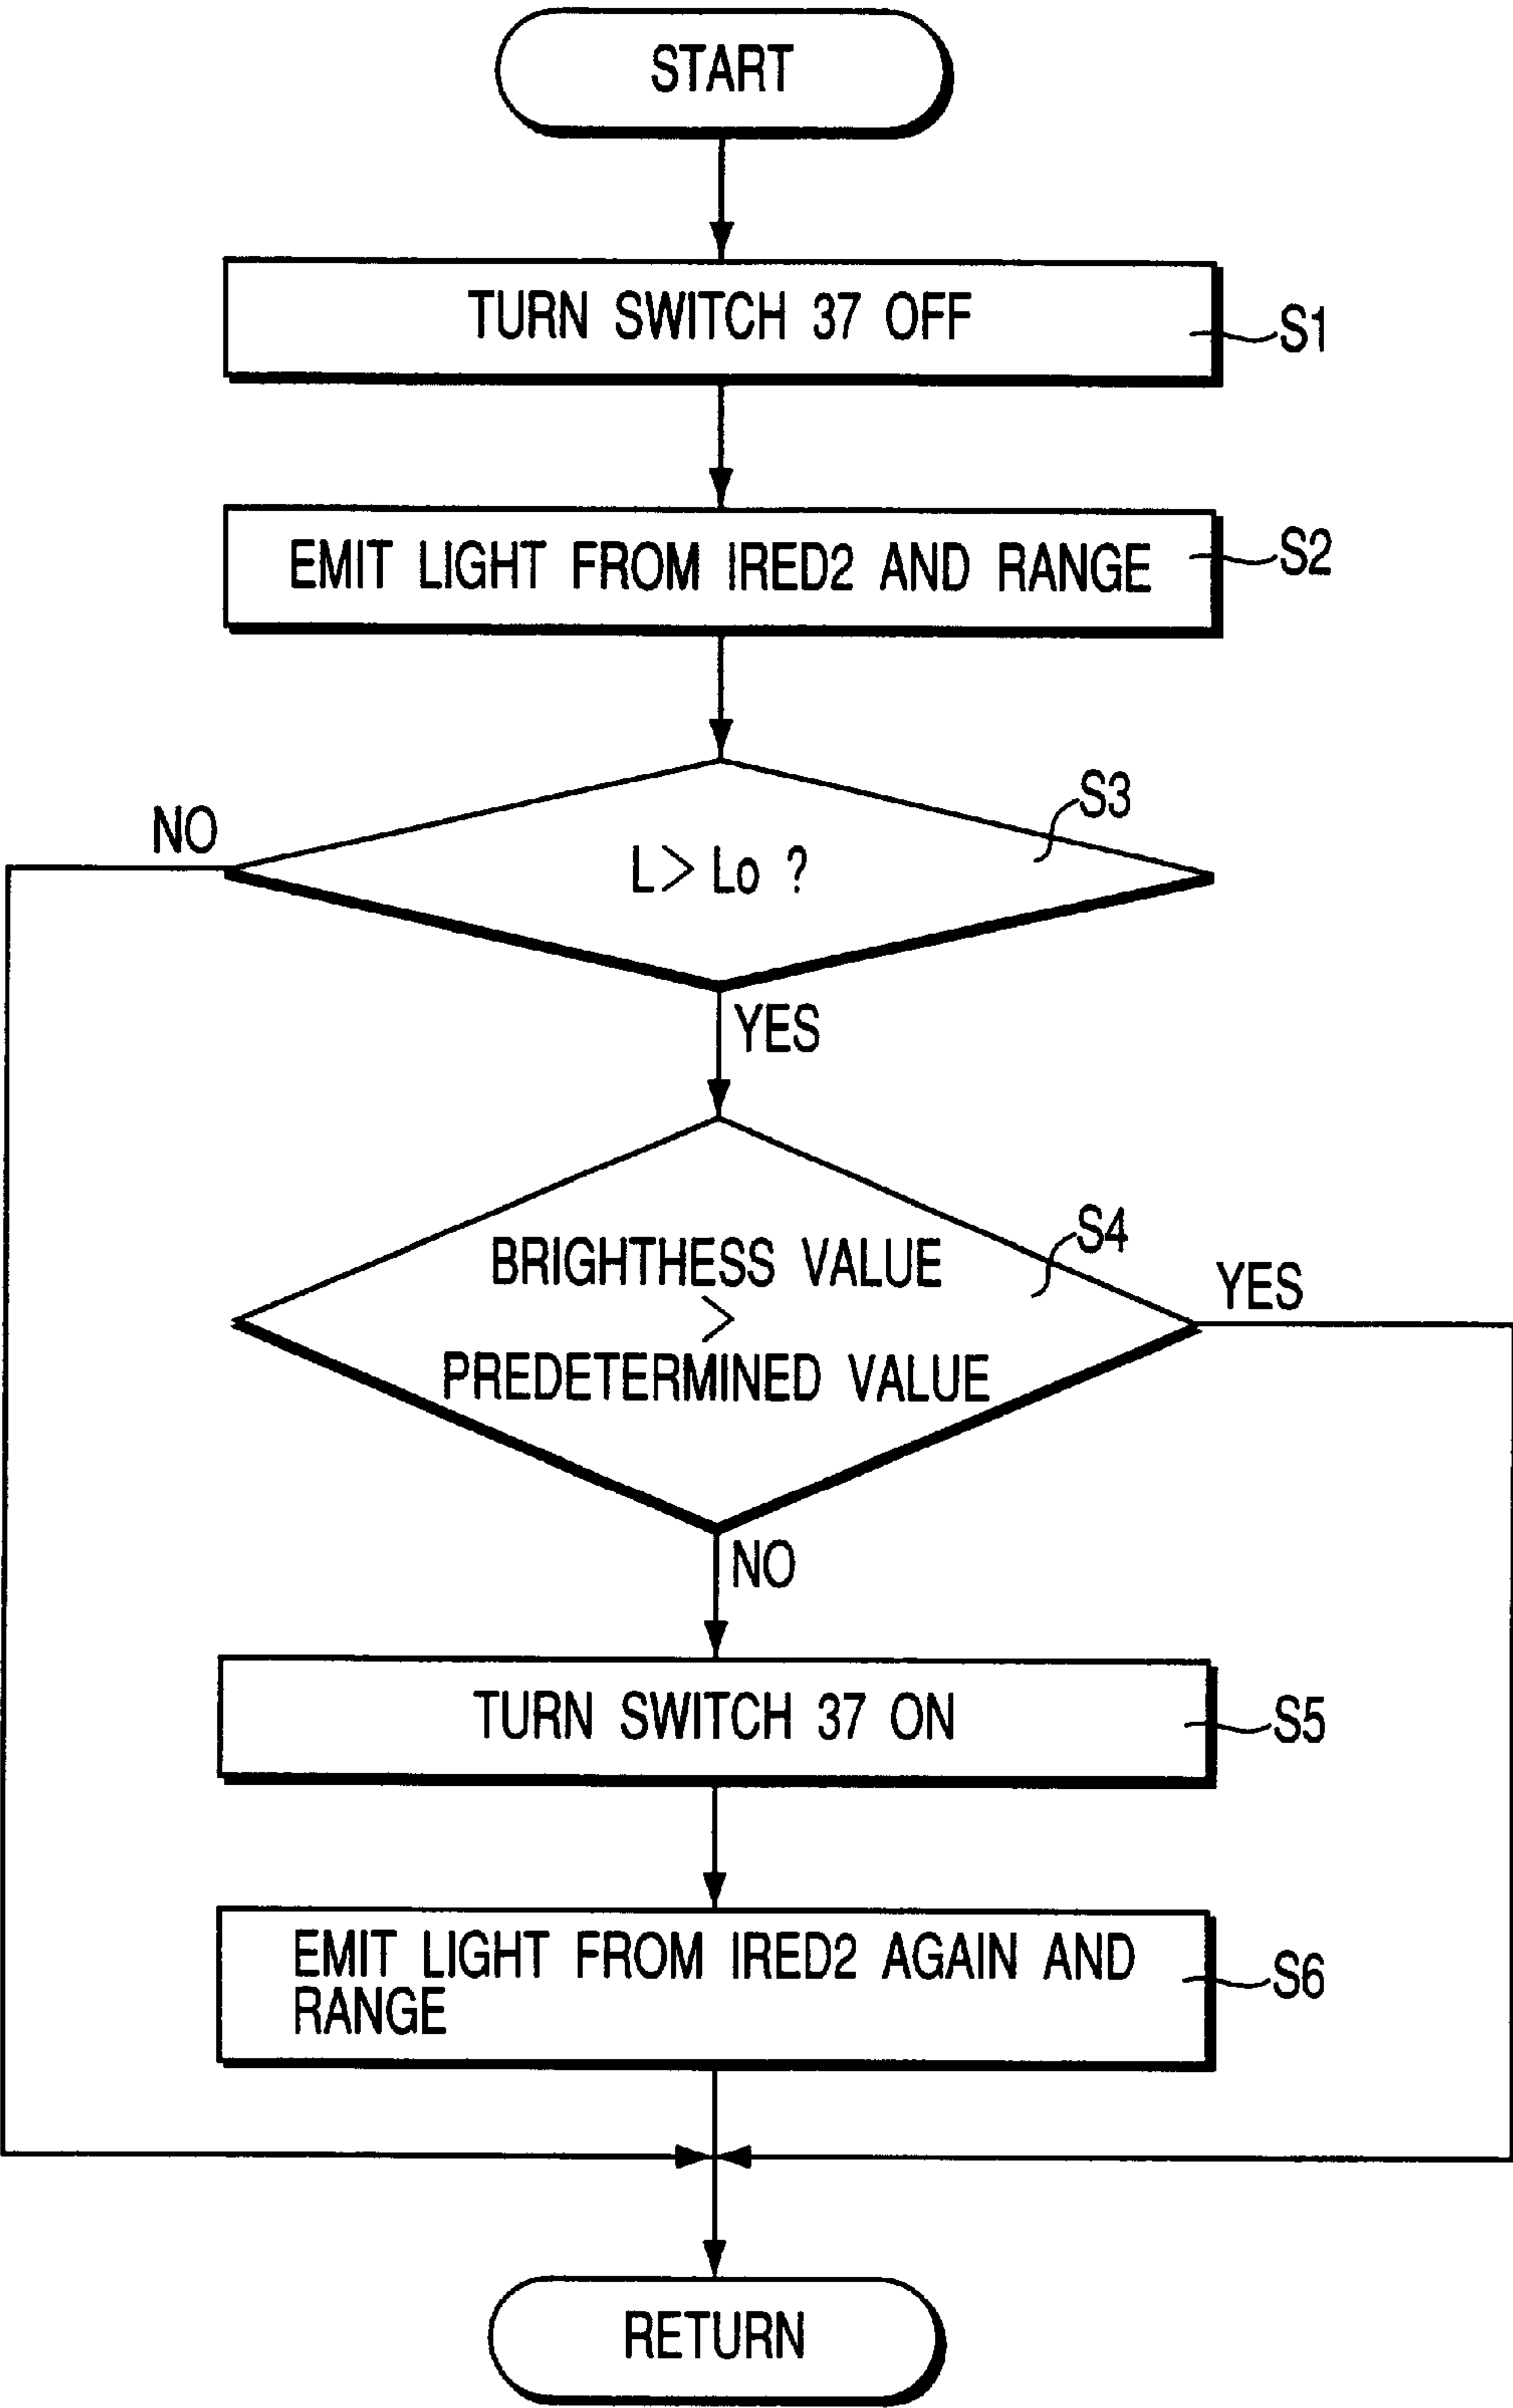 START
TURN SWITCH 37 OFF
S1
EMIT LIGHT FROM IRED2 AND RANGE
S2
S3
NO
L > Lo ?
YES
S4
BRIGHTHESS VALUE
>
PREDETERMINED VALUE
YES
NO
TURN SWITCH 37 ON
S5
EMIT LIGHT FROM IRED2 AGAIN AND
RANGE
S6
RETURN